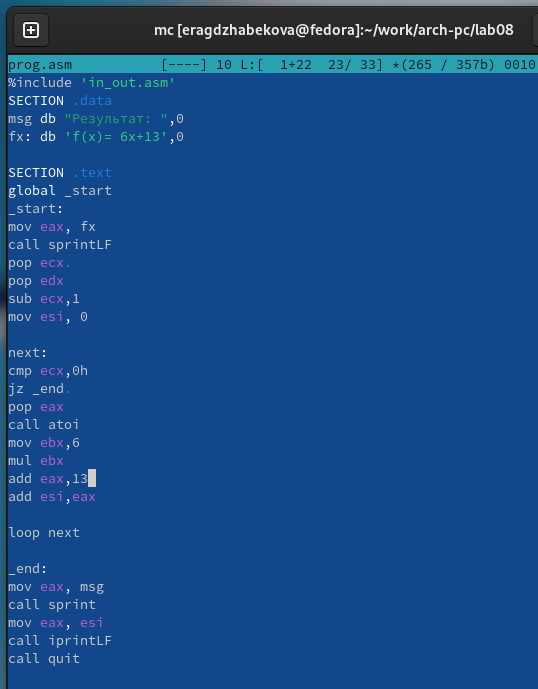 mc [eragdzhabekova@fedora]:~/work/arch-pc/lab08
prog.asm [----] 10 L:[ 1+22 23/ 33] *(265 / 357b) 0010
%include 'in_out.asm'
SECTION .data
msg db "Результат: ",0
fx: db 'f(x)= 6x+13',0
SECTION .text
global _start
_start:
mov eax, fx
call sprintLF
pop ecx.
pop edx
sub ecx,1
mov esi, 0
next:
cmp ecx,0h
jz _end.
pop eax
call atoi
mov ebx,6
mul ebx
add eax,13
add esi,eax
loop next
_end:
mov eax, msg
call sprint
mov eax, esi
call iprintLF
call quit